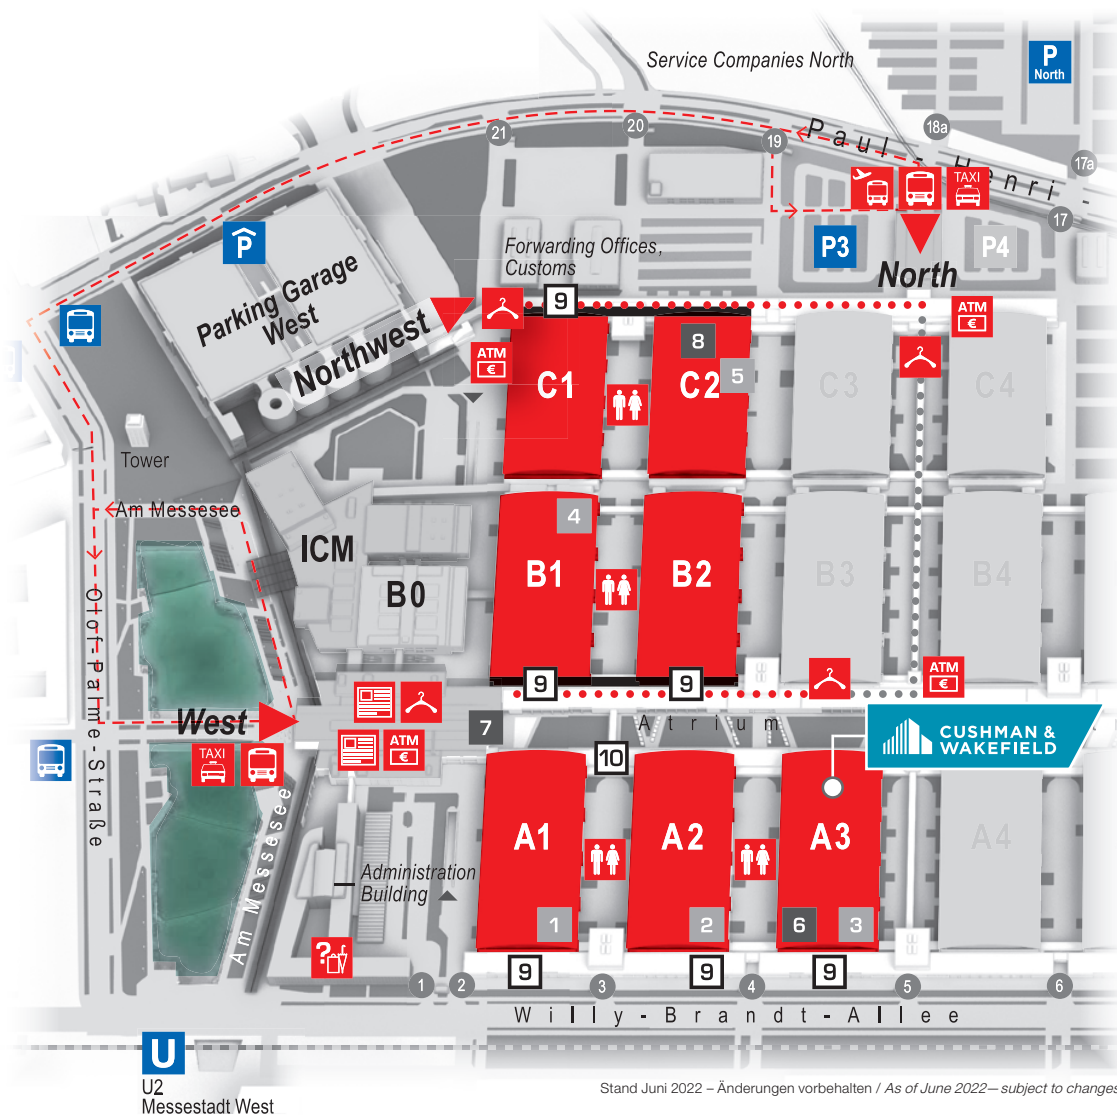 Service Companies North
P
North
21
20
19
18a
17a
17
Paul-Henri-
TAXI
P
P3
P4
North
Forwarding Offices,
Customs
Parking Garage
West
Northwest
9
ATM
€
ATM
€
8
5
C1
C2
C3
C4
Tower
Am Messesee
4
ICM
B0
B1
B2
B3
B4
Olof-Palme-Straße
9
9
ATM
€
West
TAXI
ATM
€
7
Atrium
CUSHMAN &
WAKEFIELD
10
A1
A2
A3
A4
Am Messesee
Administration
Building
1
2
6
3
?
9
9
9
1
2
3
4
5
6
Willy-Brandt-Allee
U
U2
Messestadt West
Stand Juni 2022 – Änderungen vorbehalten / As of June 2022—subject to changes